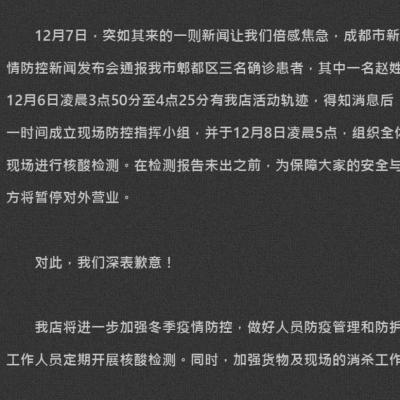 12月7日，突如其来的一则新闻让我们倍感焦急，成都市新
情防控新闻发布会通报我市郫都区三名确诊患者，其中一名赵姓
12月6日凌晨3点50分至4点25分有我店活动轨迹，得知消息后
一时间成立现场防控指挥小组，并于12月8日凌晨5点，组织全体
现场进行核酸检测。在检测报告未出之前，为保障大家的安全与
方将暂停对外营业。
对此，我们深表歉意！
我店将进一步加强冬季疫情防控，做好人员防疫管理和防护
工作人员定期开展核酸检测。同时，加强货物及现场的消杀工作